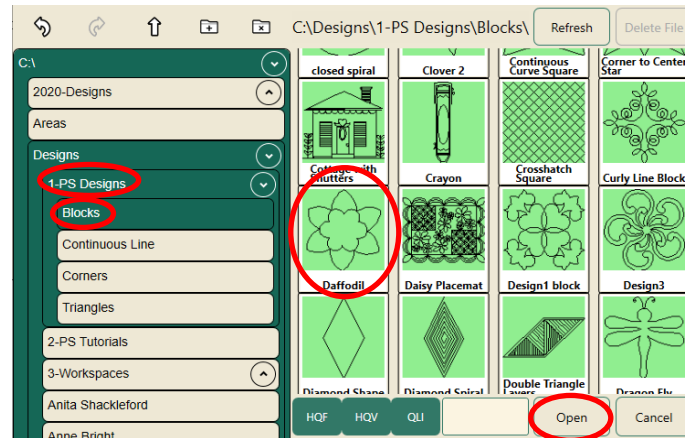 C:\Designs\1-PS Designs\Blocks\
Refresh
Delete File
C:\
2020-Designs
Areas
Designs
1-PS Designs
Blocks
Continuous Line
Corners
Triangles
2-PS Tutorials
3-Workspaces
Anita Shackleford
Anne Bright
closed spiral
Clover 2
Continuous
Curve Square
Corner to Center
Star
Cottage with
Shutters
Crayon
Crosshatch
Square
Curly Line Block
Daffodil
Daisy Placemat
Design1 block
Design3
Diamond Shape
Diamond Spiral
Double Triangle
Layers
Dragon Fly
HQF
HQV
QLI
Open
Cancel